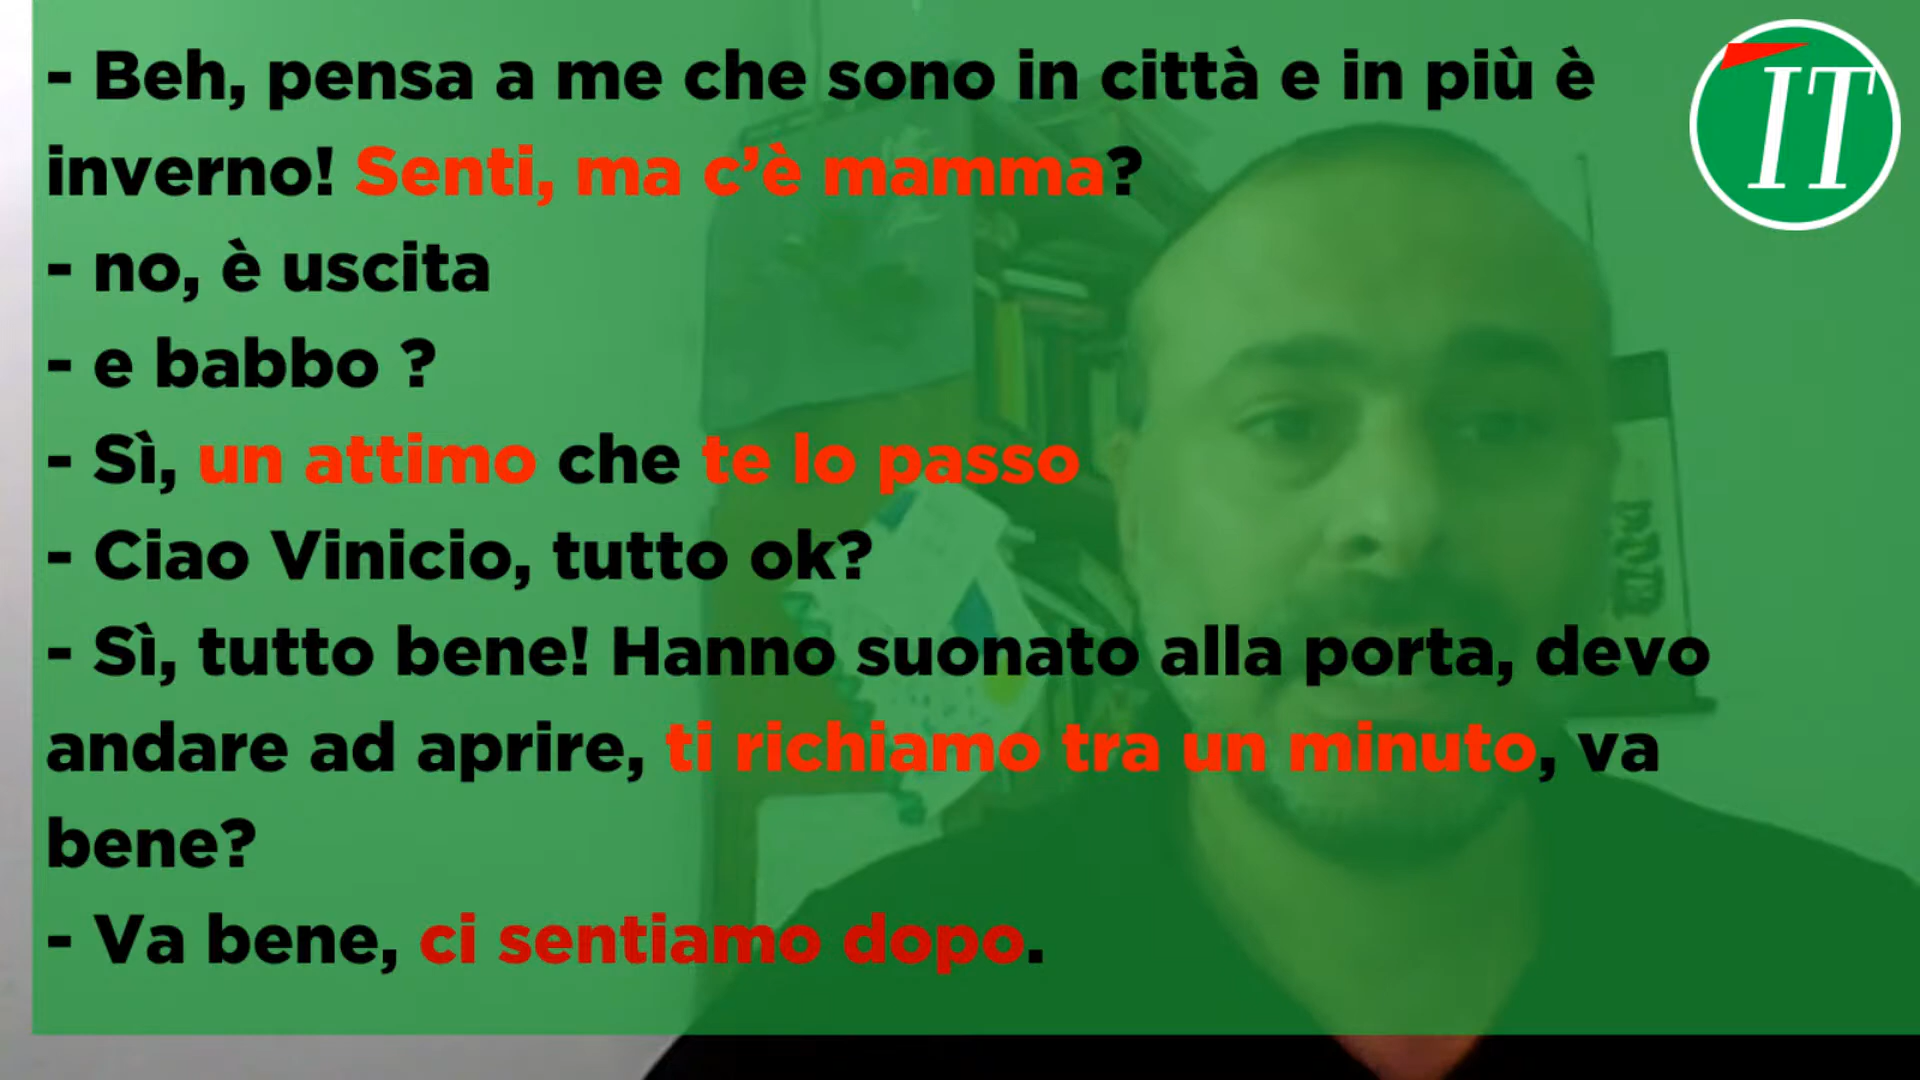 - Beh, pensa a me che sono in città e in più è
inverno! Senti, ma c’è mamma?
- no, è uscita
- e babbo ?
- Sì, un attimo che te lo passo
- Ciao Vinicio, tutto ok?
- Sì, tutto bene! Hanno suonato alla porta, devo
andare ad aprire, ti richiamo tra un minuto, va
bene?
- Va bene, ci sentiamo dopo.
IT